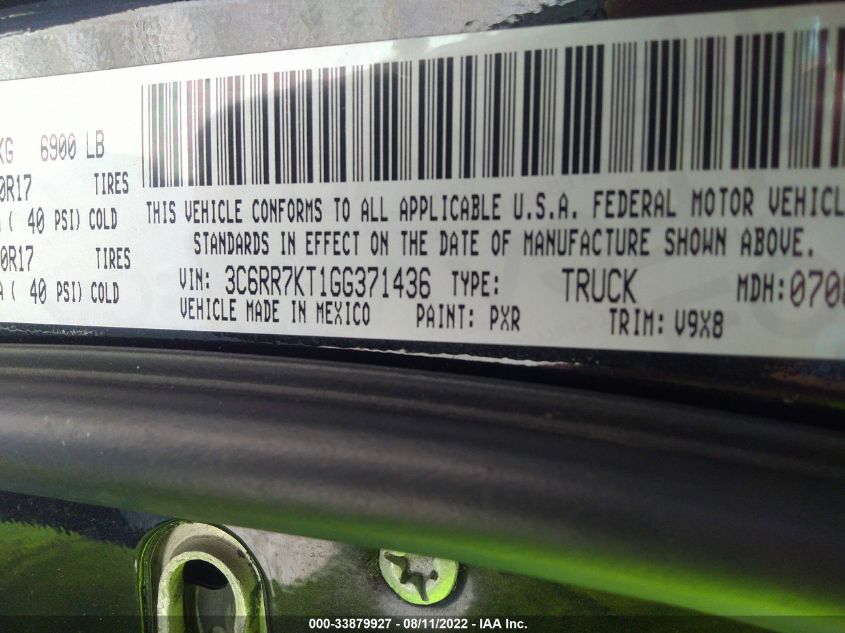 KG 6900 LB
0R17 TIRES
( 40 PSI) COLD
0R17 TIRES
A ( 40 PSI) COLD
THIS VEHICLE CONFORMS TO ALL APPLICABLE U.S.A. FEDERAL MOTOR VEHICL
STANDARDS IN EFFECT ON THE DATE OF MANUFACTURE SHOWN ABOVE.
VIN: 3C6RR7KT1GG371436 TYPE: TRUCK MDH:0708
VEHICLE MADE IN MEXICO PAINT: PXR TRIM: V9X8
000-33879927 - 08/11/2022 - IAA Inc.